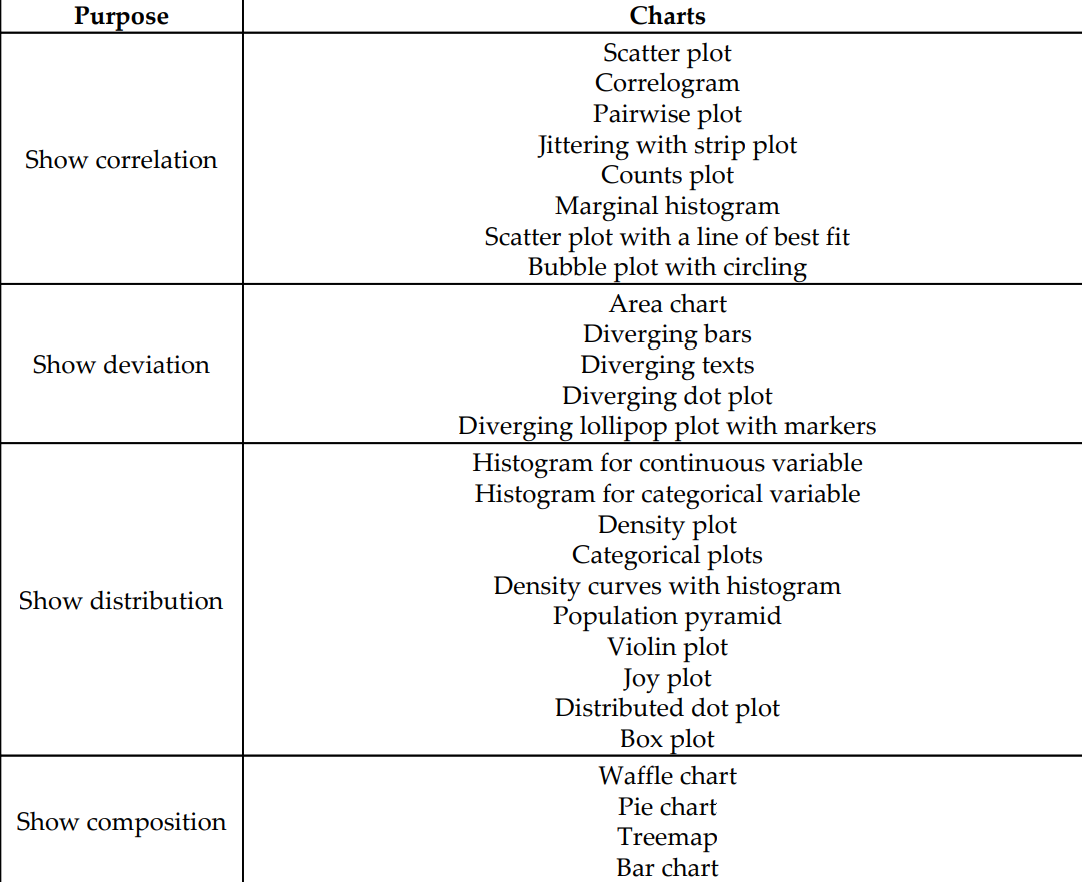 Purpose Charts
Show correlation
Scatter plot
Correlogram
Pairwise plot
Jittering with strip plot
Counts plot
Marginal histogram
Scatter plot with a line of best fit
Bubble plot with circling
Show deviation
Area chart
Diverging bars
Diverging texts
Diverging dot plot
Diverging lollipop plot with markers
Show distribution
Histogram for continuous variable
Histogram for categorical variable
Density plot
Categorical plots
Density curves with histogram
Population pyramid
Violin plot
Joy plot
Distributed dot plot
Box plot
Show composition
Waffle chart
Pie chart
Treemap
Bar chart